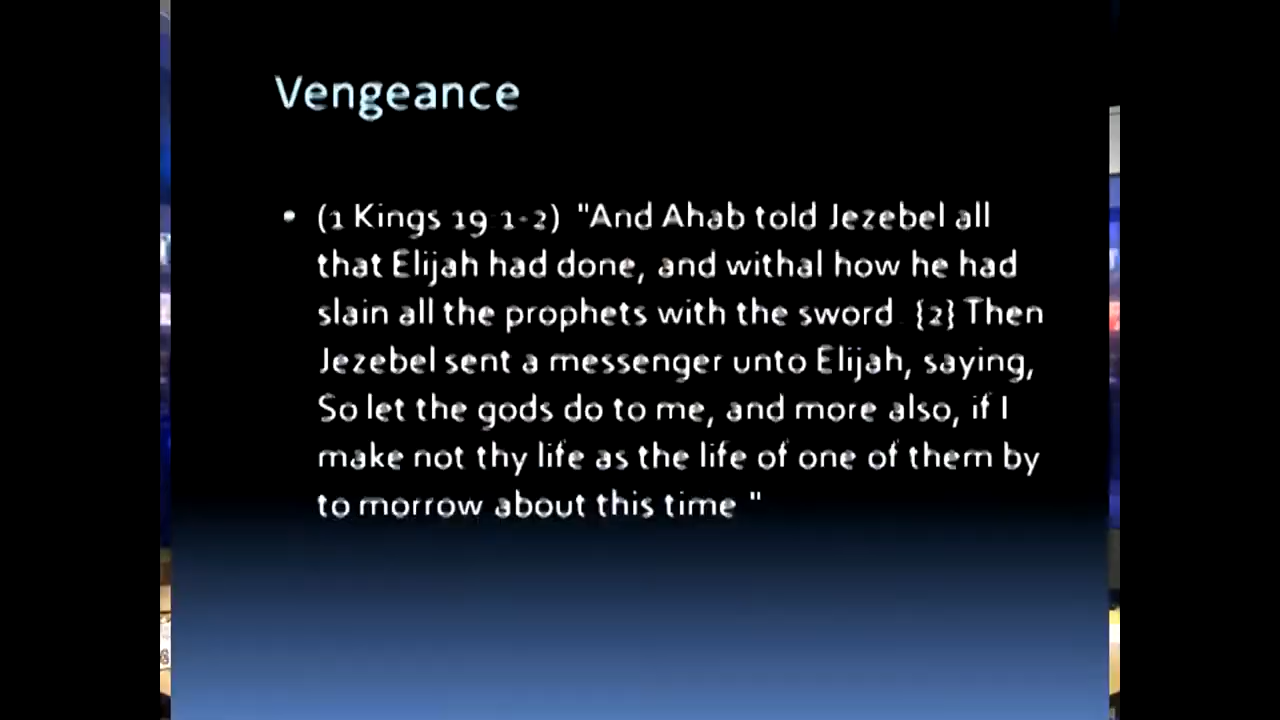 Vengeance
• (1 Kings 19 1-2) "And Ahab told Jezebel all
that Elijah had done, and withal how he had
slain all the prophets with the sword. {2} Then
Jezebel sent a messenger unto Elijah, saying,
So let the gods do to me, and more also, if I
make not thy life as the life of one of them by
to morrow about this time "